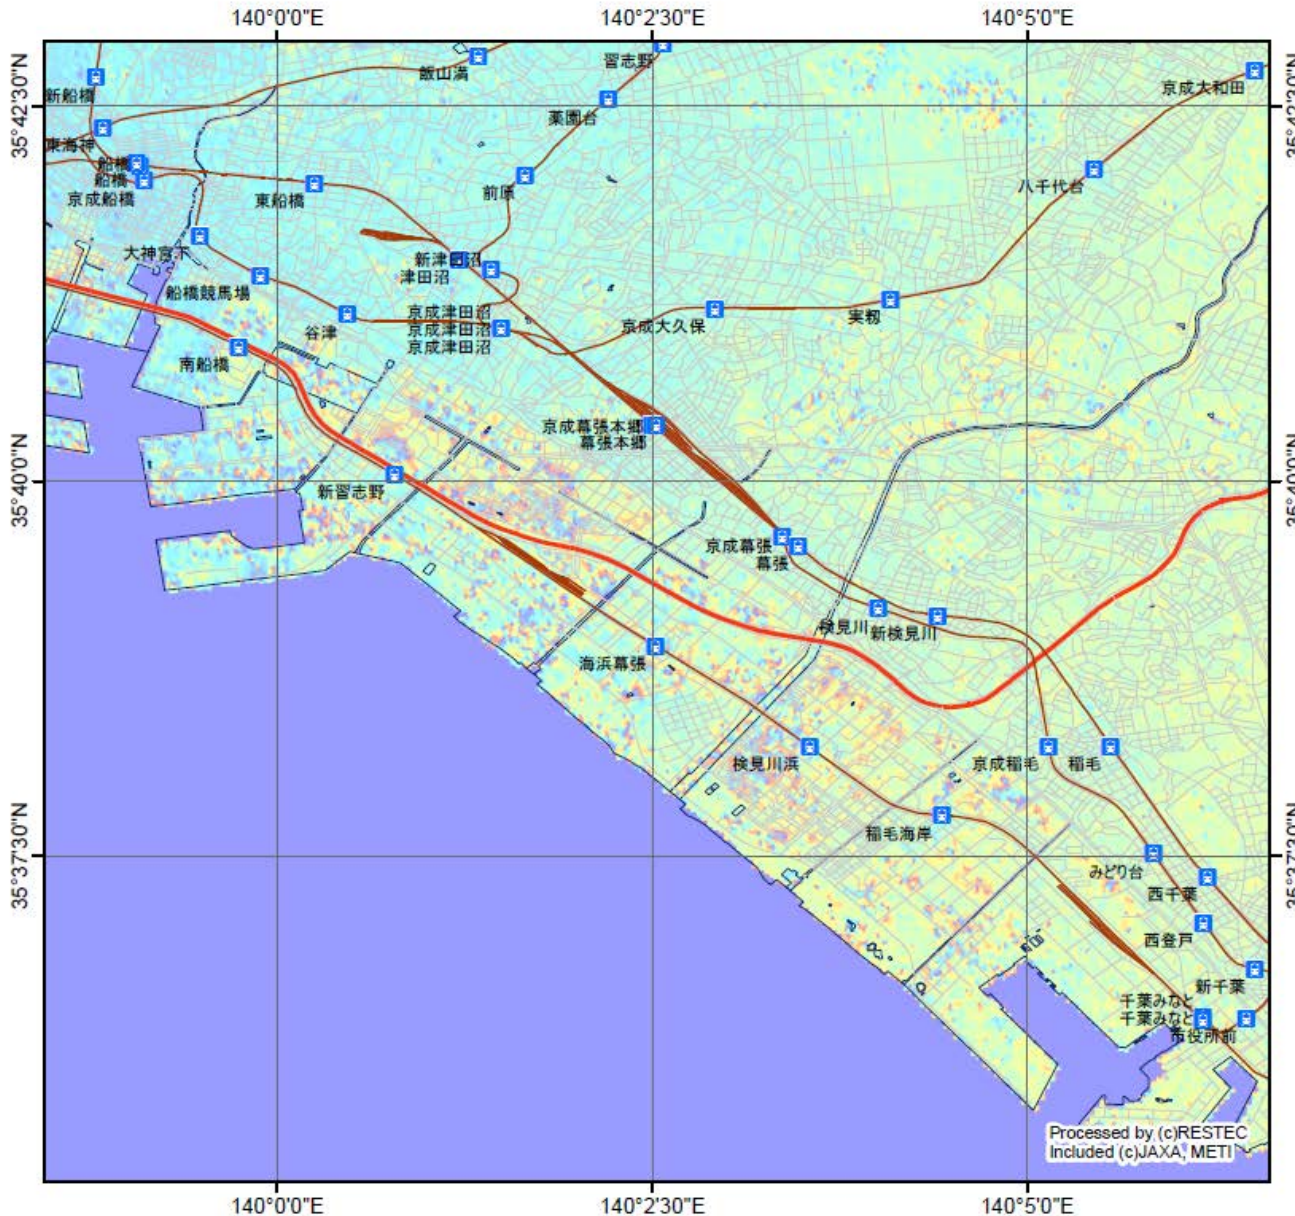 140°0'0"E
140°2'30"E
140°5'0"E
35°42'30"N
35°42'30"N
新船橋
飯山満
習志野
京成大和田
薬園台
東海神
船橋
船橋
京成船橋
東船橋
前原
八千代台
大神宮下
新津田沼
津田沼
船橋競馬場
京成津田沼
京成津田沼
京成津田沼
谷津
京成大久保
実籾
南船橋
京成幕張本郷
幕張本郷
35°40'0"N
35°40'0"N
新習志野
京成幕張
幕張
検見川
新検見川
海浜幕張
検見川浜
京成稲毛
稲毛
稲毛海岸
35°37'30"N
35°37'30"N
みどり台
西千葉
西登戸
新千葉
千葉みなと
千葉みなと
市役所前
Processed by (c)RESTEC
Included (c)JAXA, METI
140°0'0"E
140°2'30"E
140°5'0"E